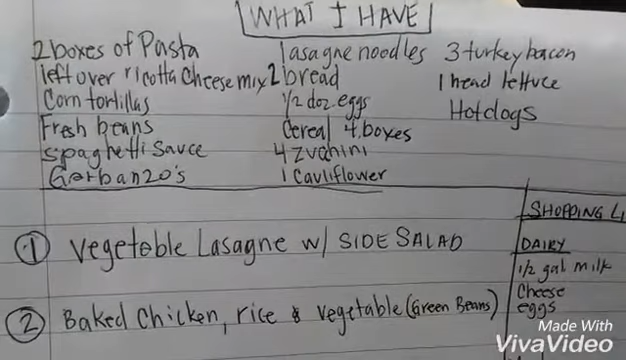 WHAT I HAVE
2 boxes of Pasta
left over ricotta Cheese mix
Corn tortillas
Fresh beans
Spaghetti Sauce
Garbanzo's
lasagne noodles
2 bread
1/2 doz eggs
Cereal 4 boxes
4 zuchini
1 Cauliflower
3 turkey bacon
1 head lettuce
Hotdogs
1 Vegetable Lasagne w/ SIDE SALAD
2 Baked Chicken, rice & vegetable (Green Beans)
SHOPPING LI
DAIRY
1/2 gal milk
Cheese
eggs
Made With
VivaVideo